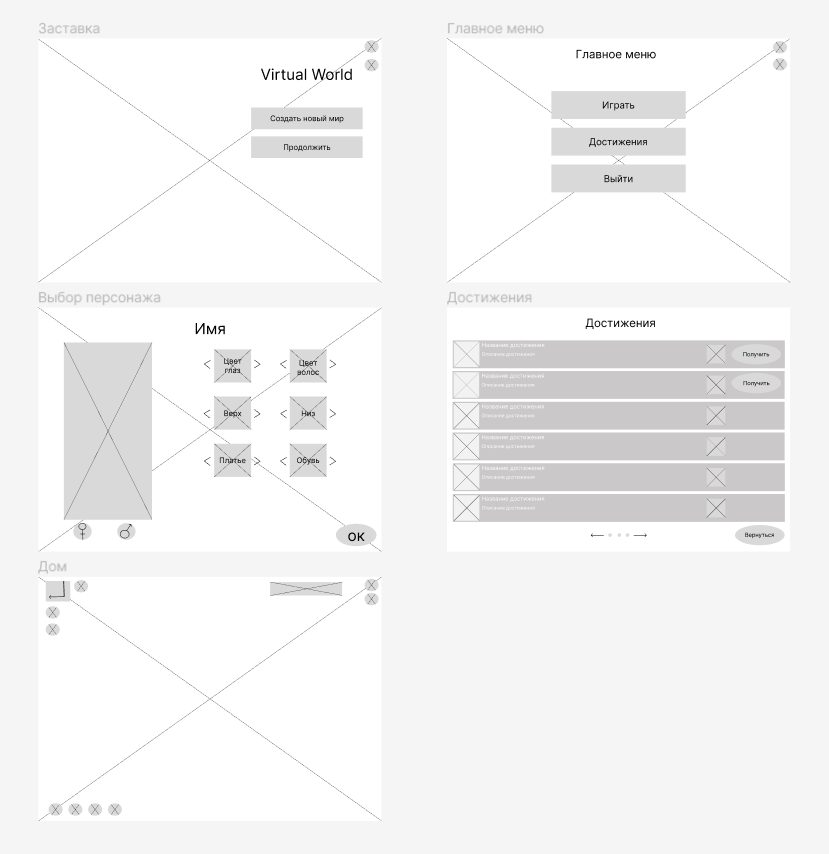 Заставка
Virtual World
Создать новый мир
Продолжить
Главное меню
Главное меню
Играть
Достижения
Выйти
Выбор персонажа
Имя
Цвет
глаз
Цвет
волос
Верх
Низ
Платье
Обувь
ОК
Достижения
Достижения
Название достижения
Описание достижения
Получить
Название достижения
Описание достижения
Получить
Название достижения
Описание достижения
Название достижения
Описание достижения
Название достижения
Описание достижения
Название достижения
Описание достижения
Вернуться
Дом